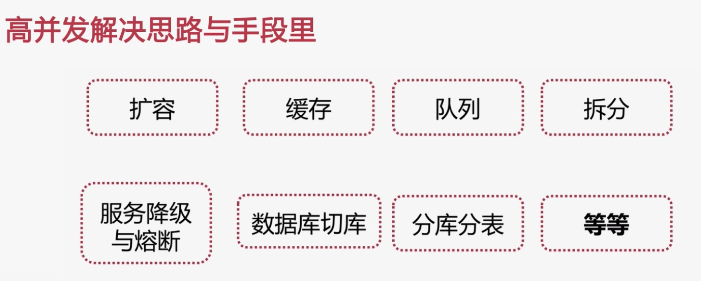 高并发解决思路与手段里
扩容
缓存
队列
拆分
服务降级
与熔断
数据库切库
分库分表
等等